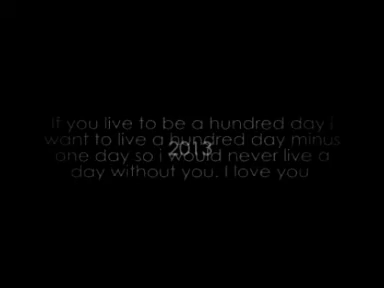 If you live to be a hundred day i
want to live a hundred day minus
2013
one day so i would never live a
day without you. I love you